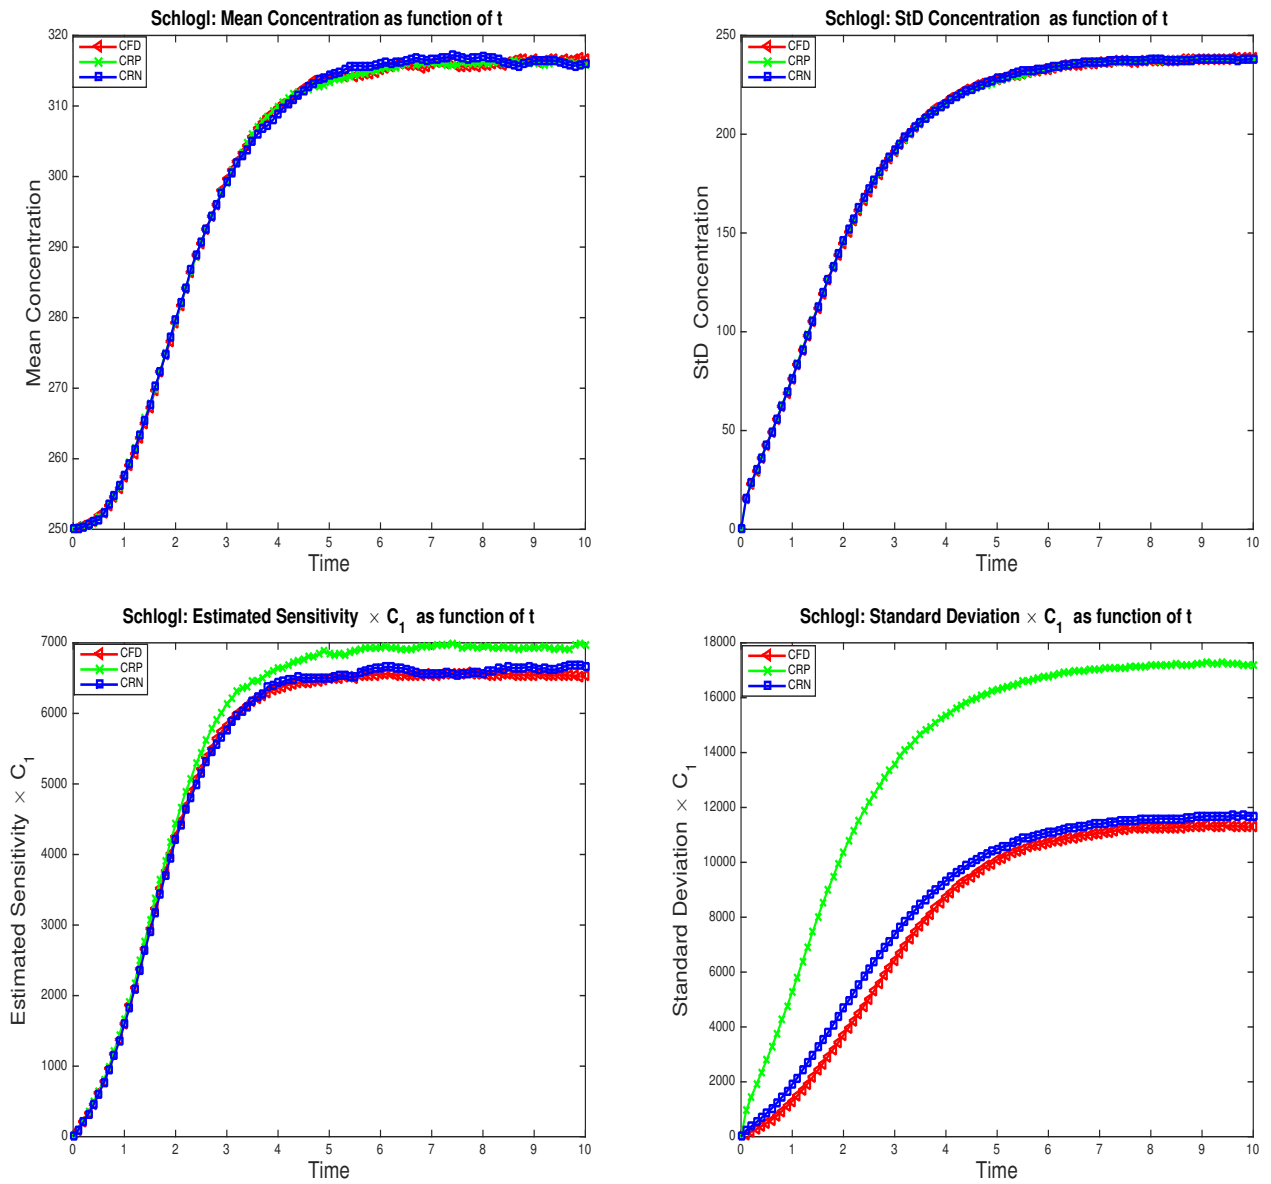 Schlogl: Mean Concentration as function of t
320
310
300
290
280
270
260
250
0 1 2 3 4 5 6 7 8 9 10
Time
Mean Concentration
CFD
CRP
CRN
Schlogl: StD Concentration as function of t
250
200
150
100
50
0
0 1 2 3 4 5 6 7 8 9 10
Time
StD Concentration
CFD
CRP
CRN
Schlogl: Estimated Sensitivity × C₁ as function of t
7000
6000
5000
4000
3000
2000
1000
0
0 1 2 3 4 5 6 7 8 9 10
Time
Estimated Sensitivity × C₁
CFD
CRP
CRN
Schlogl: Standard Deviation × C₁ as function of t
18000
16000
14000
12000
10000
8000
6000
4000
2000
0
0 1 2 3 4 5 6 7 8 9 10
Time
Standard Deviation × C₁
CFD
CRP
CRN